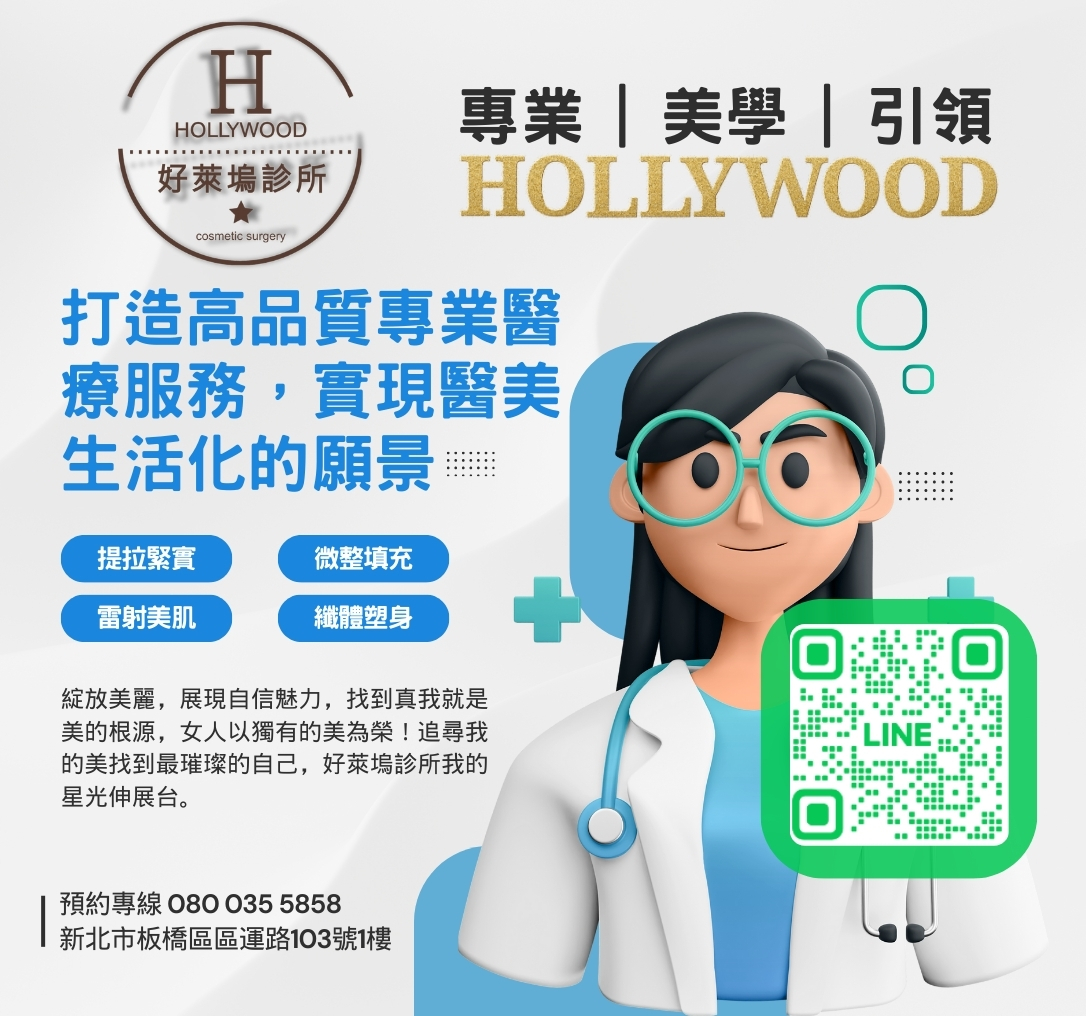 H
HOLLYWOOD
好萊塢診所
cosmetic surgery
專業｜美學｜引領
HOLLYWOOD
打造高品質專業醫
療服務，實現醫美
生活化的願景
提拉緊實
微整填充
雷射美肌
纖體塑身
綻放美麗，展現自信魅力，找到真我就是
美的根源，女人以獨有的美為榮！追尋我
的美找到最璀璨的自己，好萊塢診所我的
星光伸展台。
LINE
預約專線 080 035 5858
新北市板橋區區運路103號1樓